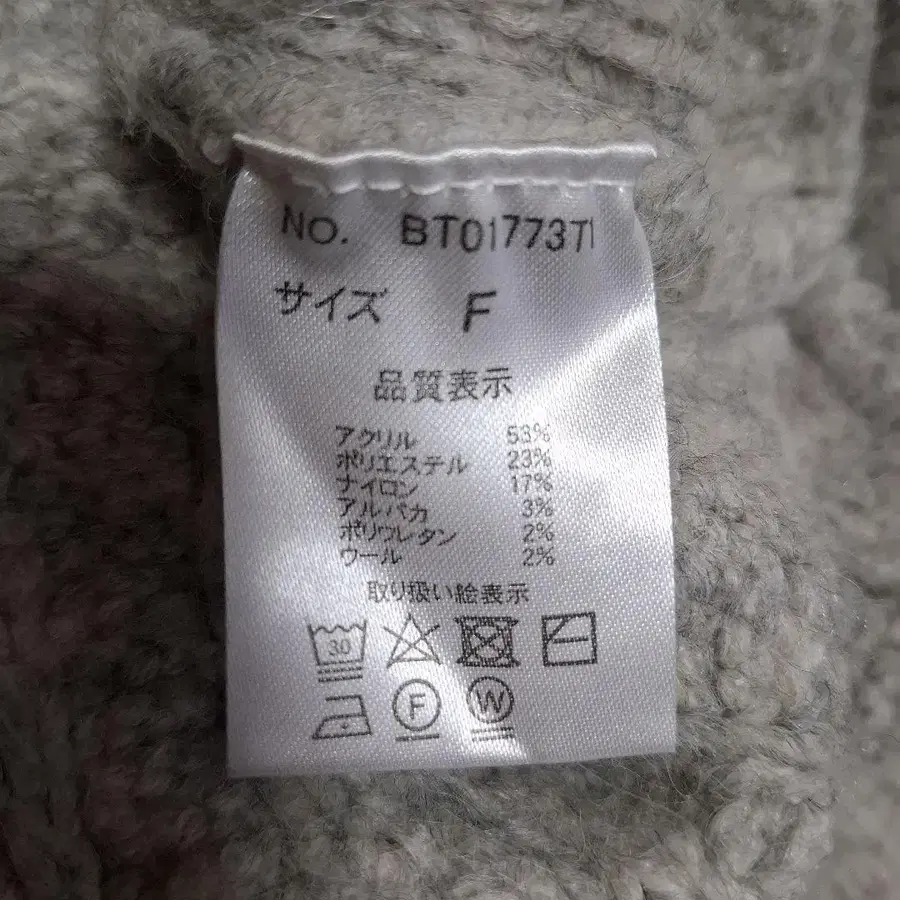 No. BT01773T1
サイズ F
品質表示
アクリル 53%
ポリエステル 23%
ナイロン 17%
アルパカ 3%
ポリウレタン 2%
ウール 2%
取り扱い絵表示
30
F W